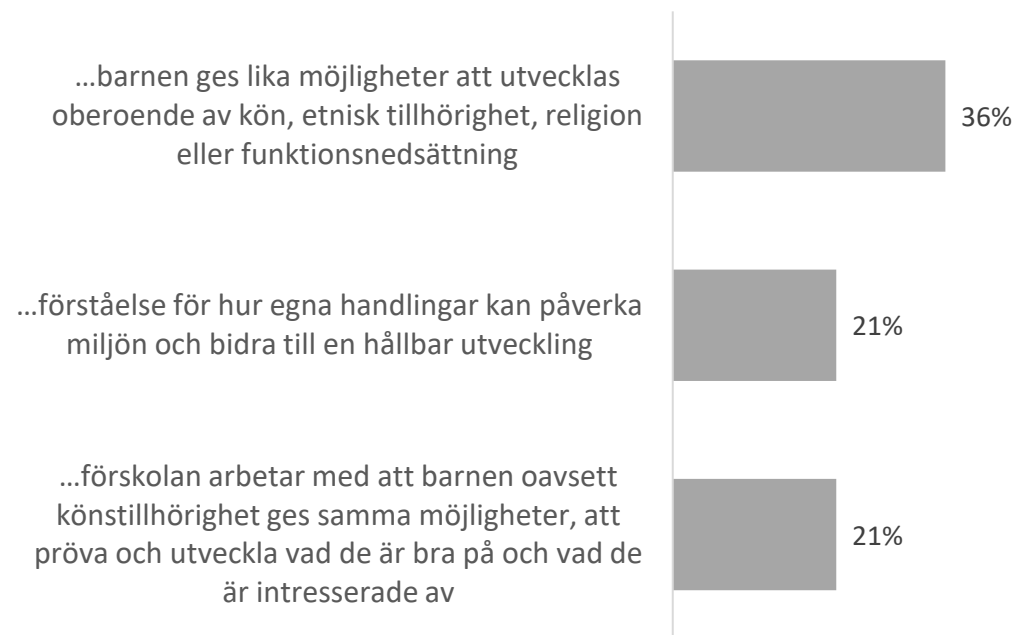 …barnen ges lika möjligheter att utvecklas
oberoende av kön, etnisk tillhörighet, religion
eller funktionsnedsättning
36%
…förståelse för hur egna handlingar kan påverka
miljön och bidra till en hållbar utveckling
21%
…förskolan arbetar med att barnen oavsett
könstillhörighet ges samma möjligheter, att
pröva och utveckla vad de är bra på och vad de
är intresserade av
21%